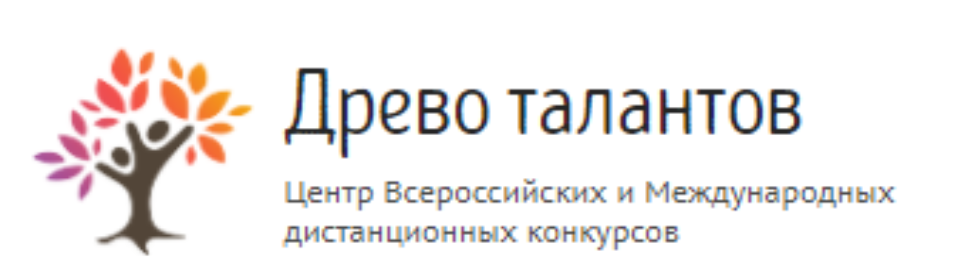 Древо талантов
Центр Всероссийских и Международных
дистанционных конкурсов